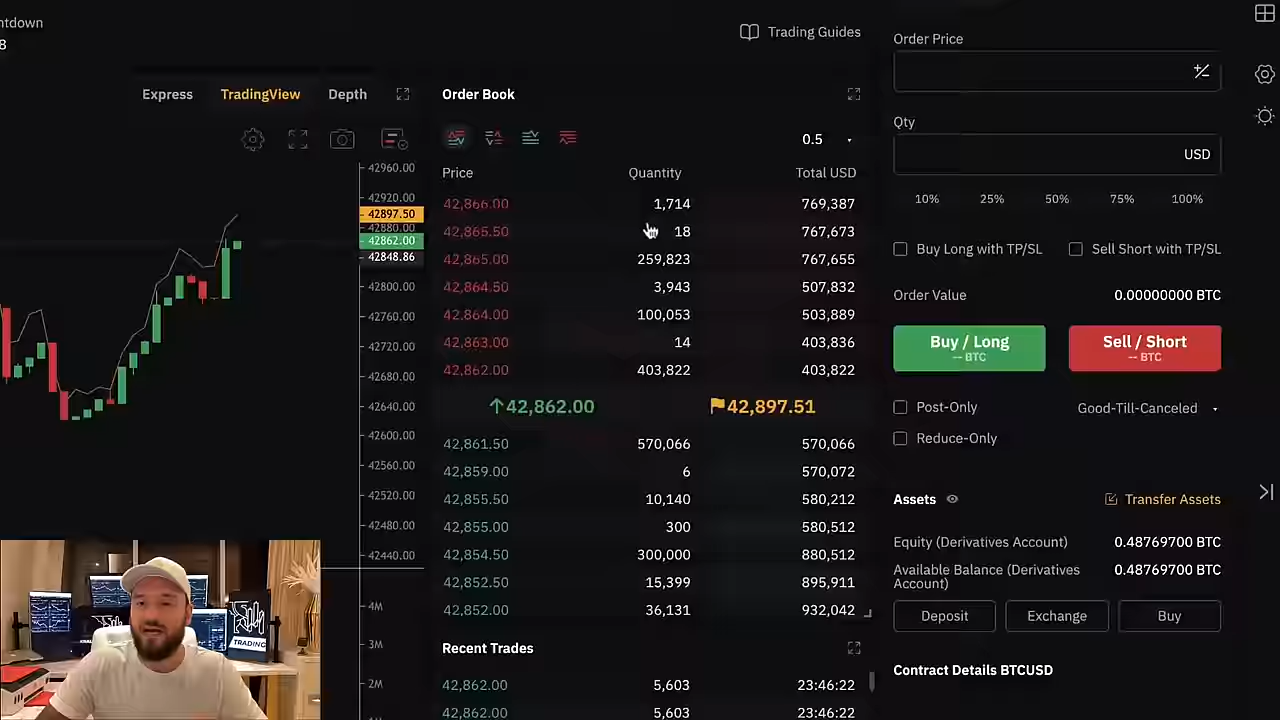 ntdown
8
Trading Guides
Express TradingView Depth
42960.00
42920.00
42897.50
42880.00
42862.00
42848.86
42800.00
42760.00
42720.00
42680.00
42640.00
42600.00
42560.00
42520.00
42480.00
42440.00
4M
3M
2M
Order Book
0.5
Price Quantity Total USD
42,866.00 1,714 769,387
42,865.50 18 767,673
42,865.00 259,823 767,655
42,864.50 3,943 507,832
42,864.00 100,053 503,889
42,863.00 14 403,836
42,862.00 403,822 403,822
42,862.00 42,897.51
42,861.50 570,066 570,066
42,859.00 6 570,072
42,855.50 10,140 580,212
42,855.00 300 580,512
42,854.50 300,000 880,512
42,852.50 15,399 895,911
42,852.00 36,131 932,042
Recent Trades
42,862.00 5,603 23:46:22
42,862.00 5,603 23:46:22
Order Price
Qty
USD
10% 25% 50% 75% 100%
Buy Long with TP/SL Sell Short with TP/SL
Order Value 0.00000000 BTC
Buy / Long
-- BTC
Sell / Short
-- BTC
Post-Only Good-Till-Canceled
Reduce-Only
Assets Transfer Assets
Equity (Derivatives Account) 0.48769700 BTC
Available Balance (Derivatives 0.48769700 BTC
Account)
Deposit Exchange Buy
Contract Details BTCUSD
TRADING